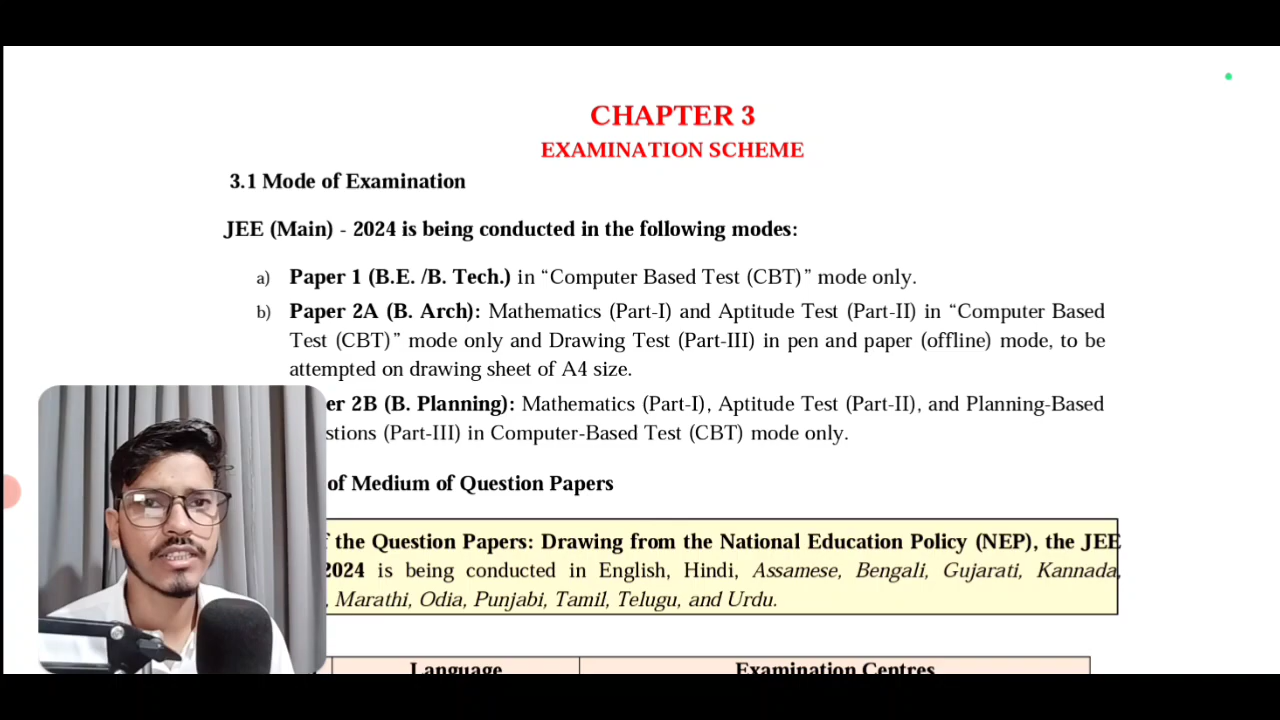 CHAPTER 3
EXAMINATION SCHEME
3.1 Mode of Examination
JEE (Main) - 2024 is being conducted in the following modes:
a) Paper 1 (B.E. /B. Tech.) in “Computer Based Test (CBT)” mode only.
b) Paper 2A (B. Arch): Mathematics (Part-I) and Aptitude Test (Part-II) in “Computer Based
Test (CBT)” mode only and Drawing Test (Part-III) in pen and paper (offline) mode, to be
attempted on drawing sheet of A4 size.
er 2B (B. Planning): Mathematics (Part-I), Aptitude Test (Part-II), and Planning-Based
stions (Part-III) in Computer-Based Test (CBT) mode only.
of Medium of Question Papers
the Question Papers: Drawing from the National Education Policy (NEP), the JEE
2024 is being conducted in English, Hindi, Assamese, Bengali, Gujarati, Kannada,
, Marathi, Odia, Punjabi, Tamil, Telugu, and Urdu.
Language Examination Centres